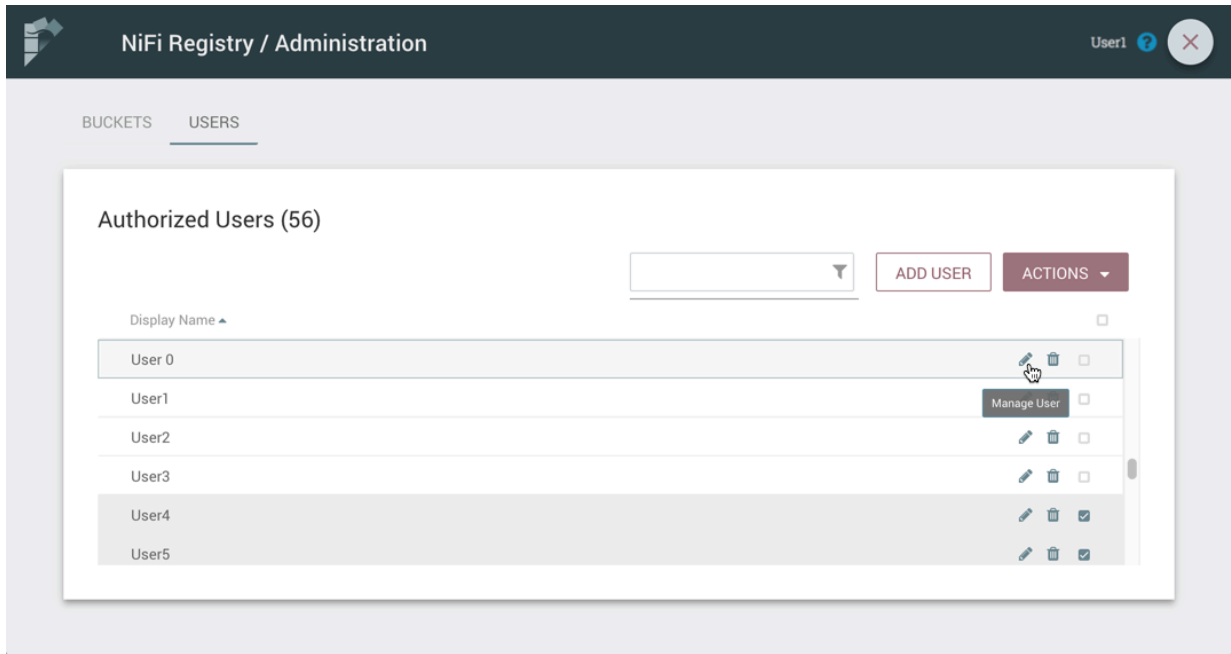 NiFi Registry / Administration
User1 ?
BUCKETS USERS
Authorized Users (56)
ADD USER ACTIONS
Display Name
User 0
User1
Manage User
User2
User3
User4
User5